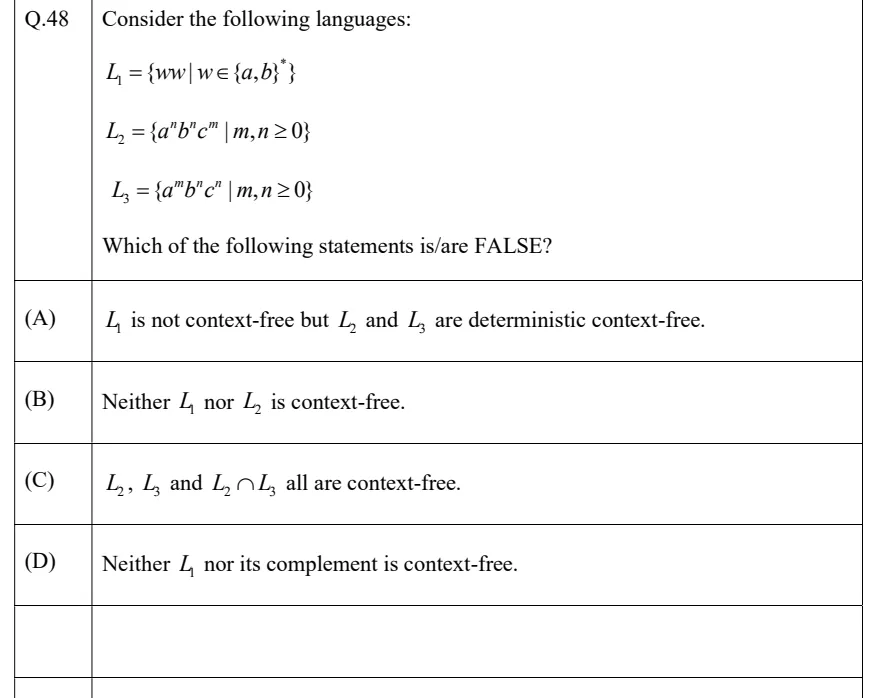 Q.48 Consider the following languages:
L₁ = {ww | w ∈ {a,b}*}
L₂ = {aⁿbⁿcᵐ | m, n ≥ 0}
L₃ = {aᵐbⁿcⁿ | m, n ≥ 0}
Which of the following statements is/are FALSE?
(A) L₁ is not context-free but L₂ and L₃ are deterministic context-free.
(B) Neither L₁ nor L₂ is context-free.
(C) L₂, L₃ and L₂ ∩ L₃ all are context-free.
(D) Neither L₁ nor its complement is context-free.